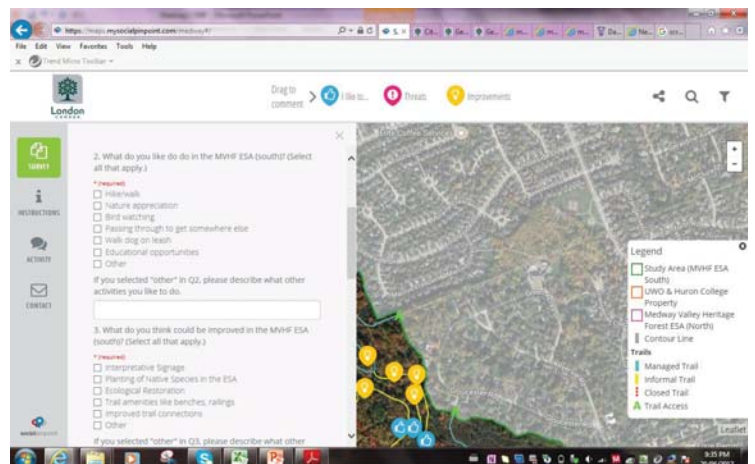 https://maps.mysocialpinpoint.com/medway#/
File Edit View Favorites Tools Help
x Trend Micro Toolbar
London
CANADA
Drag to
comment
I like to...
Threats
Improvements
SURVEY
INSTRUCTIONS
ACTIVITY
CONTACT
2. What do you like do do in the MVHF ESA (south)? (Select
all that apply.)
* (required)
Hike/walk
Nature appreciation
Bird watching
Passing through to get somewhere else
Walk dog on leash
Educational opportunities
Other
If you selected "other" in Q2, please describe what other
activities you like to do.
3. What do you think could be improved in the MVHF ESA
(south)? (Select all that apply.)
* (required)
Interpretative Signage
Planting of Native Species in the ESA
Ecological Restoration
Trail amenities like benches, railings
Improved trail connections
Other
If you selected "other" in Q3, please describe what other
Elite Coffee Services
+
-
Legend
Study Area (MVHF ESA
South)
UWO & Huron College
Property
Medway Valley Heritage
Forest ESA (North)
Contour Line
Trails
Managed Trail
Informal Trail
Closed Trail
A Trail Access
Leaflet
9:35 PM